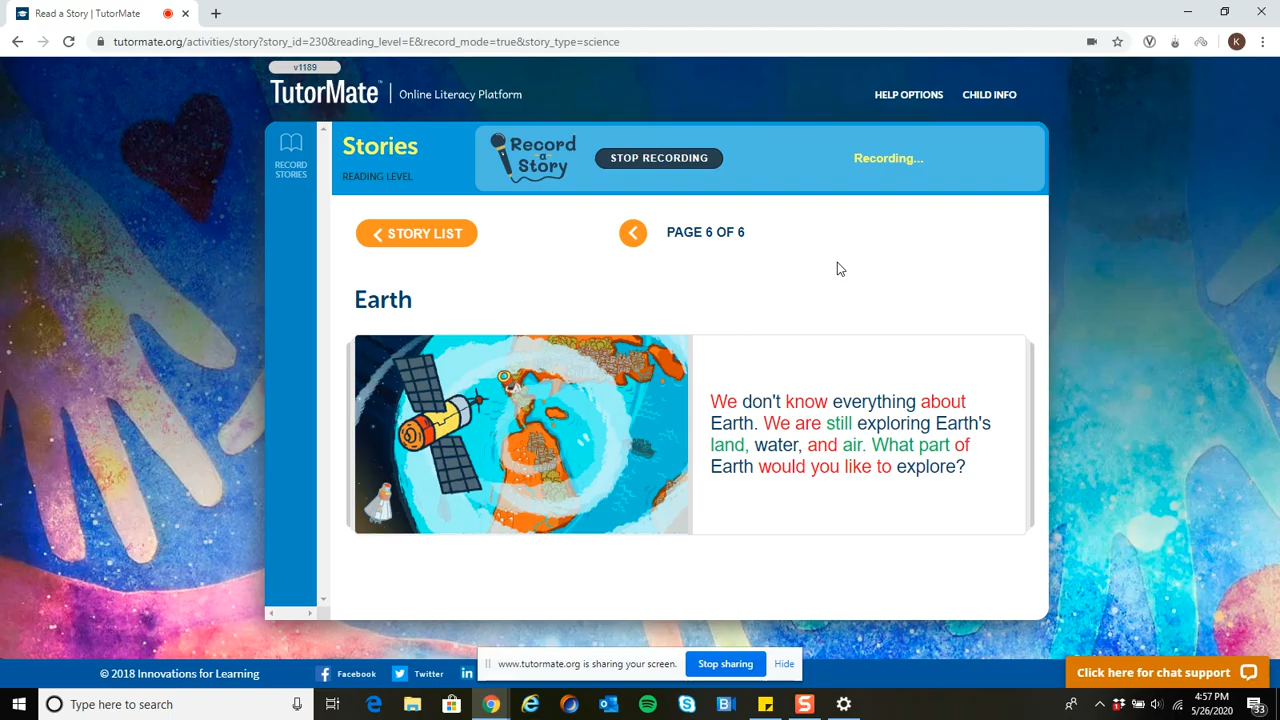 Read a Story | TutorMate
tutormate.org/activities/story?story_id=230&reading_level=E&record_mode=true&story_type=science
K
v1189
TutorMate™ | Online Literacy Platform
HELP OPTIONS
CHILD INFO
RECORD
STORIES
Stories
READING LEVEL
Record
a
Story
STOP RECORDING
Recording...
STORY LIST
PAGE 6 OF 6
Earth
We don't know everything about
Earth. We are still exploring Earth's
land, water, and air. What part of
Earth would you like to explore?
© 2018 Innovations for Learning
Facebook
Twitter
in
www.tutormate.org is sharing your screen.
Stop sharing
Hide
Click here for chat support
Type here to search
4:57 PM
5/26/2020